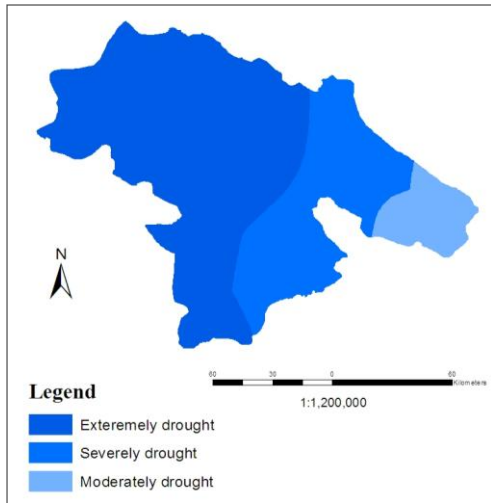 N
60 30 0 60
Kilometers
1:1,200,000
Legend
Exteremely drought
Severely drought
Moderately drought